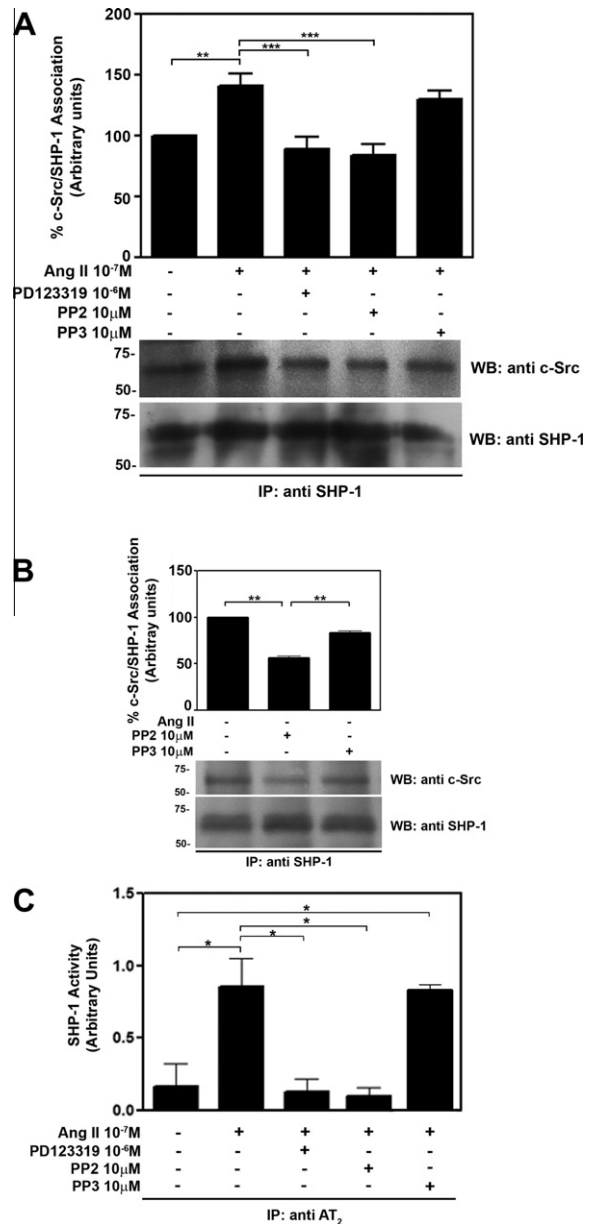 A
% c-Src/SHP-1 Association
(Arbitrary units)
200
150
100
50
0
**
***
***
Ang II 10-7M - + + + +
PD123319 10-6M - - + - -
PP2 10μM - - - + -
PP3 10μM - - - - +
75-
50-
WB: anti c-Src
75-
50-
WB: anti SHP-1
IP: anti SHP-1
B
% c-Src/SHP-1 Association
(Arbitray units)
150
100
50
0
**
**
Ang II - - -
PP2 10μM - + -
PP3 10μM - - +
75-
50-
WB: anti c-Src
75-
50-
WB: anti SHP-1
IP: anti SHP-1
C
SHP-1 Activity
(Arbitrary Units)
1.5
1.0
0.5
0.0
*
*
*
*
Ang II 10-7M - + + + +
PD123319 10-6M - - + - -
PP2 10μM - - - + -
PP3 10μM - - - - +
IP: anti AT2